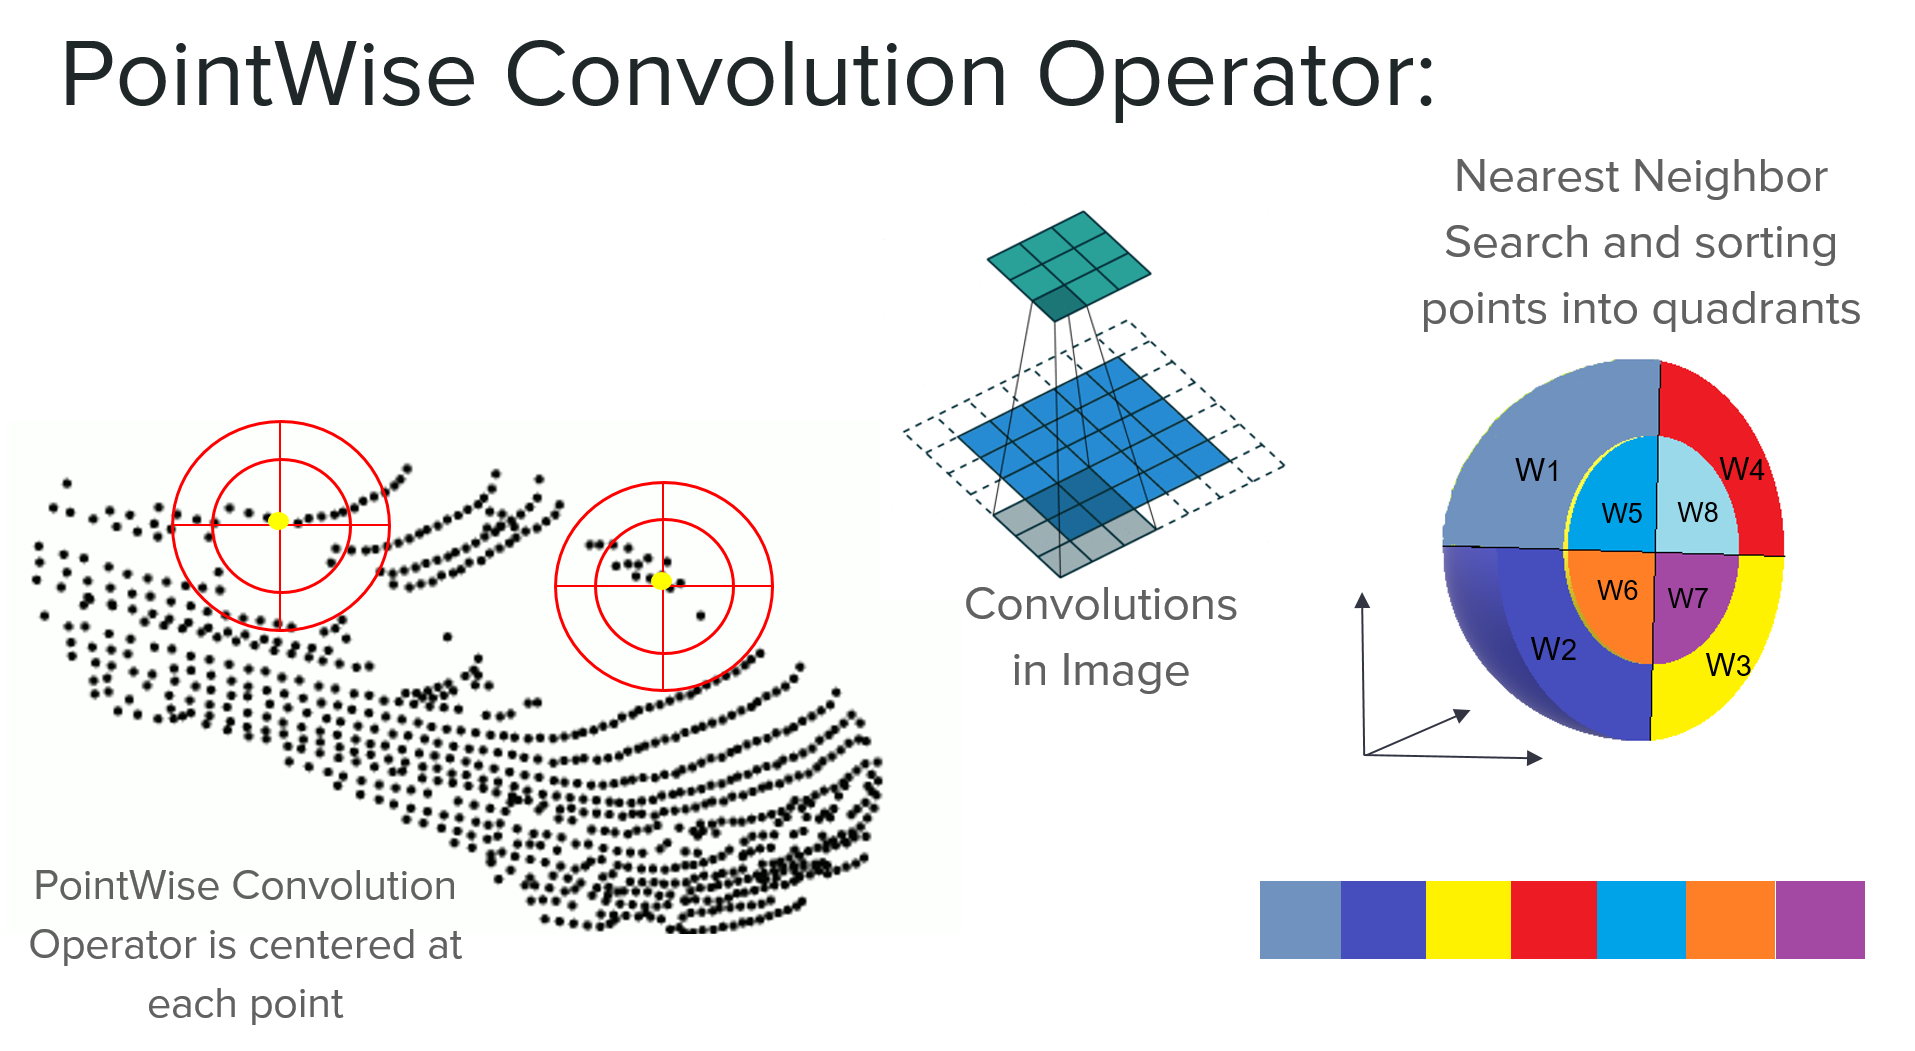 PointWise Convolution Operator:
Nearest Neighbor
Search and sorting
points into quadrants
W1
W4
W5
W8
W6
W7
W2
W3
Convolutions
in Image
PointWise Convolution
Operator is centered at
each point